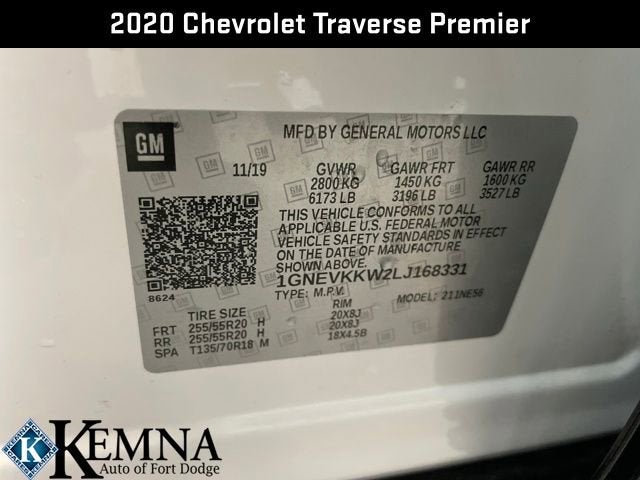 2020 Chevrolet Traverse Premier
GM
MFD BY GENERAL MOTORS LLC
11/19 GVWR GAWR FRT GAWR RR
2800 KG 1450 KG 1600 KG
6173 LB 3196 LB 3527 LB
THIS VEHICLE CONFORMS TO ALL
APPLICABLE U.S. FEDERAL MOTOR
VEHICLE SAFETY STANDARDS IN EFFECT
ON THE DATE OF MANUFACTURE
SHOWN ABOVE.
1GNEVKKW2LJ168331
8624
TYPE: M.P.V. MODEL: 211NE56
TIRE SIZE RIM
FRT 255/55R20 H 20X8J
RR 255/55R20 H 20X8J
SPA T135/70R18 M 18X4.5B
K
KEMNA
Auto of Fort Dodge